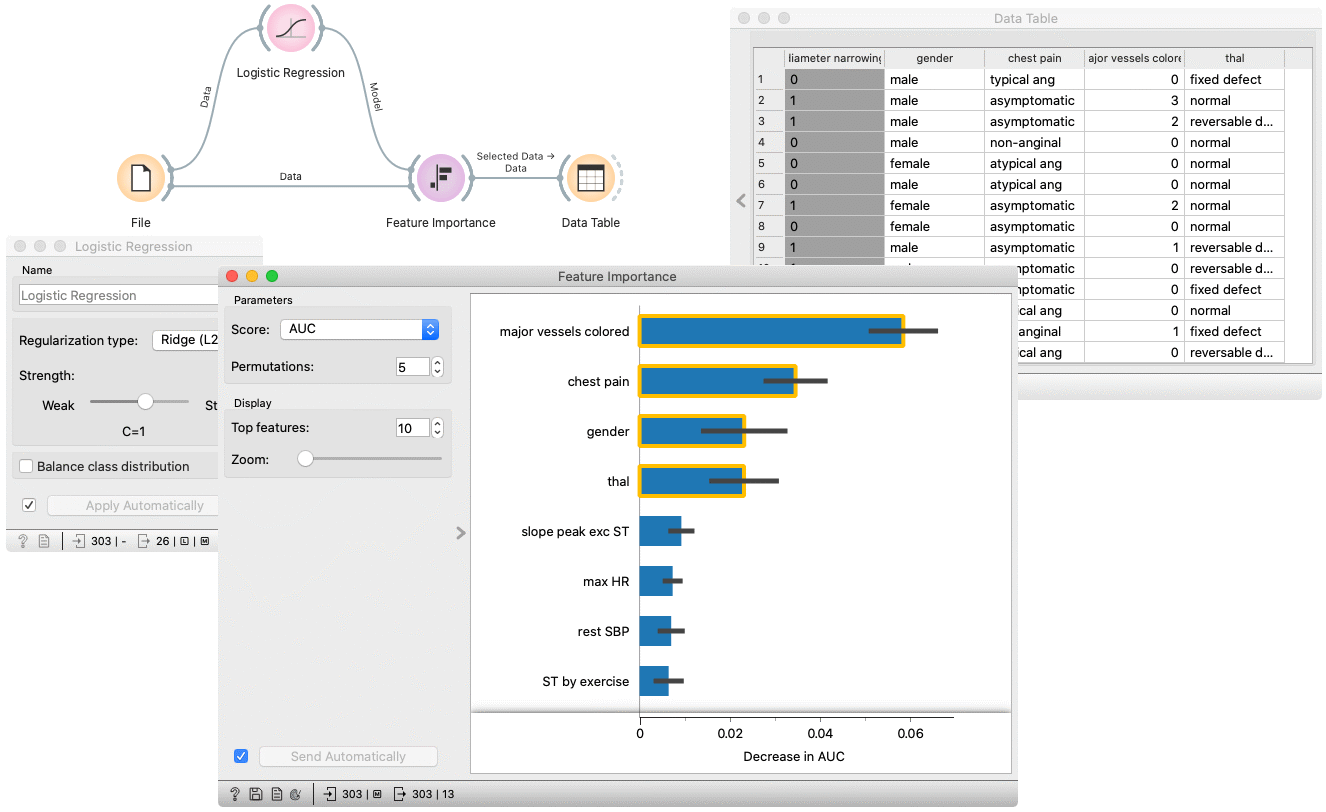 Logistic Regression
Data
Model
Selected Data →
Data
Data
File
Feature Importance
Data Table
Data Table
liameter narrowing gender chest pain ajor vessels colore thal
1 0 male typical ang 0 fixed defect
2 1 male asymptomatic 3 normal
3 1 male asymptomatic 2 reversable d...
4 0 male non-anginal 0 normal
5 0 female atypical ang 0 normal
6 0 male atypical ang 0 normal
7 1 female asymptomatic 2 normal
8 0 female asymptomatic 0 normal
9 1 male asymptomatic 1 reversable d...
mptomatic 0 reversable d...
mptomatic 0 fixed defect
ical ang 0 normal
anginal 1 fixed defect
ical ang 0 reversable d...
Logistic Regression
Name
Logistic Regression
Regularization type: Ridge (L2
Strength:
Weak St
C=1
Balance class distribution
Apply Automatically
? 303 | - 26 | L | M
Feature Importance
Parameters
Score: AUC
Permutations: 5
Display
Top features: 10
Zoom:
Send Automatically
major vessels colored
chest pain
gender
thal
slope peak exc ST
max HR
rest SBP
ST by exercise
0 0.02 0.04 0.06
Decrease in AUC
? 303 | M 303 | 13